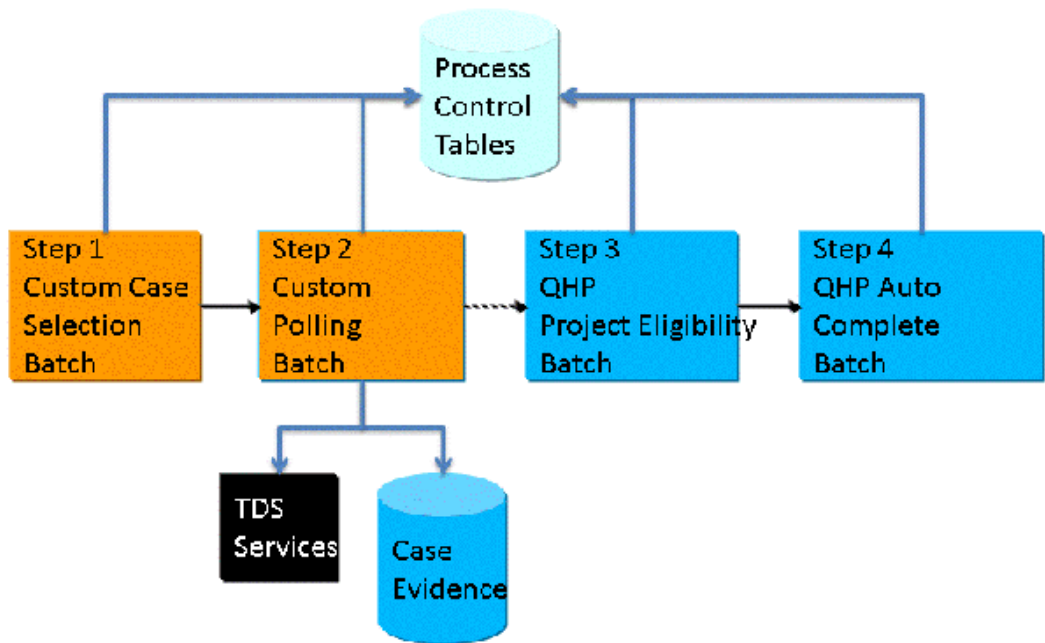 Process
Control
Tables
Step 1
Custom Case
Selection
Batch
Step 2
Custom
Polling
Batch
Step 3
QHP
Project Eligibility
Batch
Step 4
QHP Auto
Complete
Batch
TDS
Services
Case
Evidence